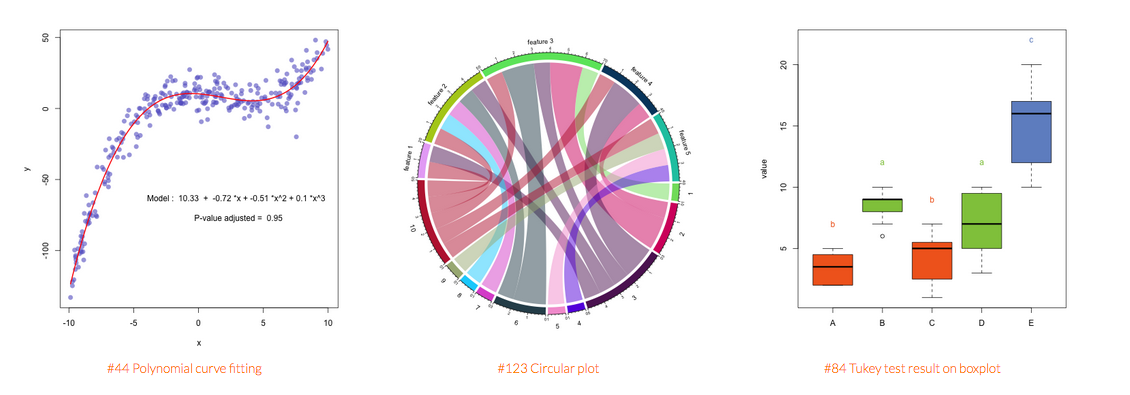 50
0
-50
-100
y
Model : 10.33 + -0.72 *x + -0.51 *x^2 + 0.1 *x^3
P-value adjusted = 0.95
-10
-5
0
5
10
x
#44 Polynomial curve fitting
feature 3
feature 2
feature 4
feature 1
feature 5
1
2
3
4
5
6
7
8
9
10
#123 Circular plot
20
15
10
5
value
b
a
b
a
c
A
B
C
D
E
#84 Tukey test result on boxplot